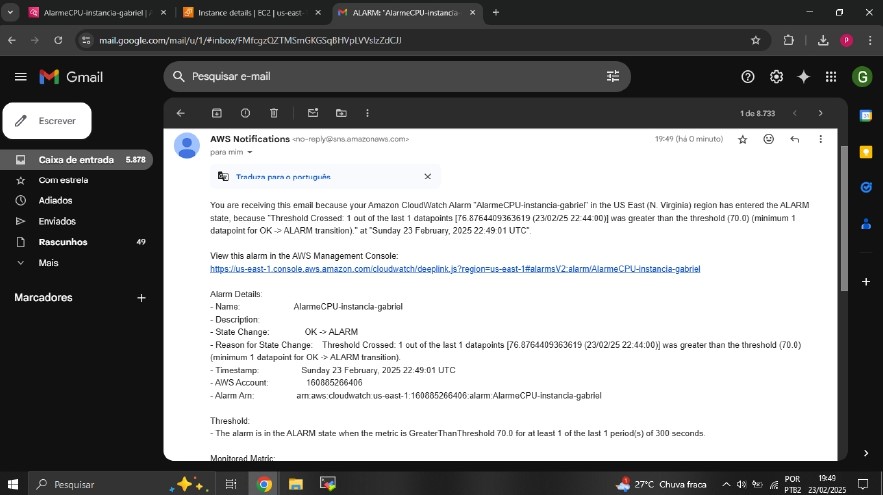 AlarmeCPU-instancia-gabriel |
Instance details | EC2 | us-east-
ALARM: "AlarmeCPU-instancia-
mail.google.com/mail/u/1/#inbox/
Gmail
Pesquisar e-mail
G
Escrever
1 de 8.733
Caixa de entrada 5.878
Com estrela
Adiados
Enviados
Rascunhos 49
Mais
Marcadores
AWS Notifications <no-reply@sns.amazonaws.com>
19:49 (há 0 minuto)
para mim
Traduza para o português
You are receiving this email because your Amazon CloudWatch Alarm "AlarmeCPU-instancia-gabriel" in the US East (N. Virginia) region has entered the ALARM
state, because "Threshold Crossed: 1 out of the last 1 datapoints [76.8764409363619 (23/02/25 22:44:00)] was greater than the threshold (70.0) (minimum 1
datapoint for OK -> ALARM transition)." at "Sunday 23 February, 2025 22:49:01 UTC".
View this alarm in the AWS Management Console:
https://us-east-1.console.aws.amazon.com/cloudwatch/deeplink.js?region=us-east-1#alarmsV2:alarm/AlarmeCPU-instancia-gabriel
Alarm Details:
- Name: AlarmeCPU-instancia-gabriel
- Description:
- State Change: OK -> ALARM
- Reason for State Change: Threshold Crossed: 1 out of the last 1 datapoints [76.8764409363619 (23/02/25 22:44:00)] was greater than the threshold (70.0)
(minimum 1 datapoint for OK -> ALARM transition).
- Timestamp: Sunday 23 February, 2025 22:49:01 UTC
- AWS Account: 160885266406
- Alarm Arn: arn:aws:cloudwatch:us-east-1:160885266406:alarm:AlarmeCPU-instancia-gabriel
Threshold:
- The alarm is in the ALARM state when the metric is GreaterThanThreshold 70.0 for at least 1 of the last 1 period(s) of 300 seconds.
Monitored Metric:
Pesquisar
27°C Chuva fraca
POR
PTB2
19:49
23/02/2025